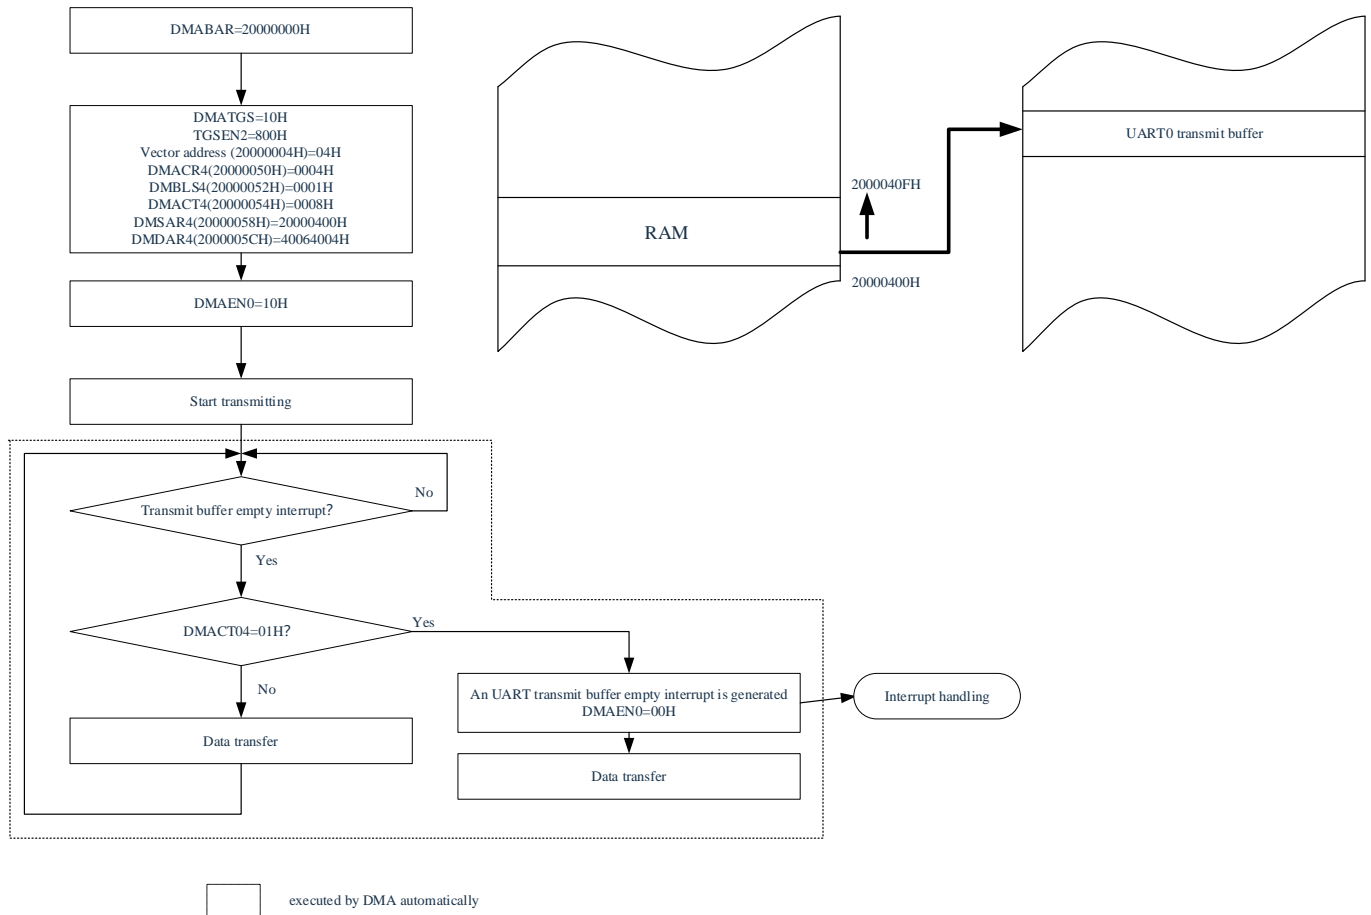 DMABAR=20000000H
DMATGS=10H
TGSEN2=800H
Vector address (20000004H)=04H
DMACR4(20000050H)=0004H
DMBLS4(20000052H)=0001H
DMACT4(20000054H)=0008H
DMSAR4(20000058H)=20000400H
DMDAR4(2000005CH)=40064004H
DMAEN0=10H
Start transmitting
Transmit buffer empty interrupt?
No
Yes
DMACT04=01H?
Yes
No
Data transfer
An UART transmit buffer empty interrupt is generated
DMAEN0=00H
Data transfer
Interrupt handling
RAM
2000040FH
20000400H
UART0 transmit buffer
executed by DMA automatically